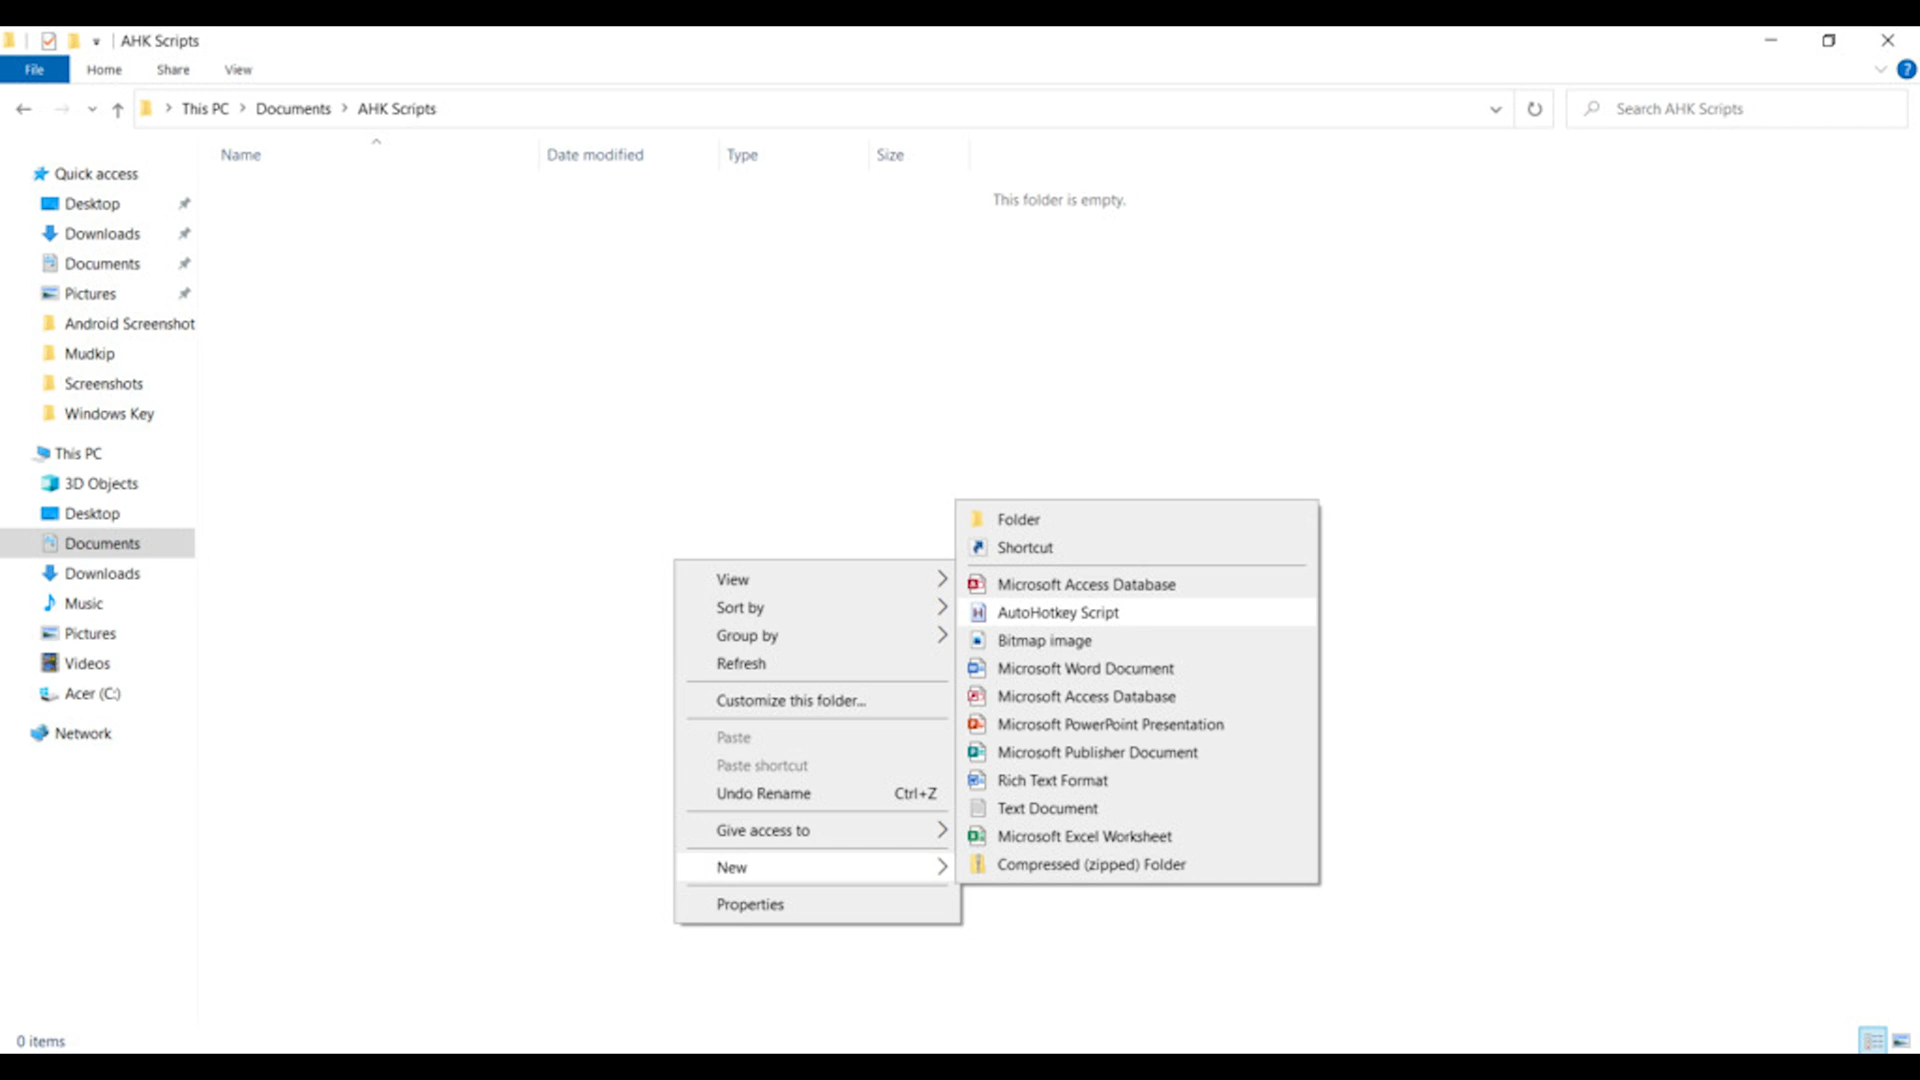 AHK Scripts
File Home Share View
This PC Documents AHK Scripts
Search AHK Scripts
Name Date modified Type Size
This folder is empty.
Quick access
Desktop
Downloads
Documents
Pictures
Android Screenshot
Mudkip
Screenshots
Windows Key
This PC
3D Objects
Desktop
Documents
Downloads
Music
Pictures
Videos
Acer (C:)
Network
View
Sort by
Group by
Refresh
Customize this folder...
Paste
Paste shortcut
Undo Rename Ctrl+Z
Give access to
New
Properties
Folder
Shortcut
Microsoft Access Database
AutoHotkey Script
Bitmap image
Microsoft Word Document
Microsoft Access Database
Microsoft PowerPoint Presentation
Microsoft Publisher Document
Rich Text Format
Text Document
Microsoft Excel Worksheet
Compressed (zipped) Folder
0 items